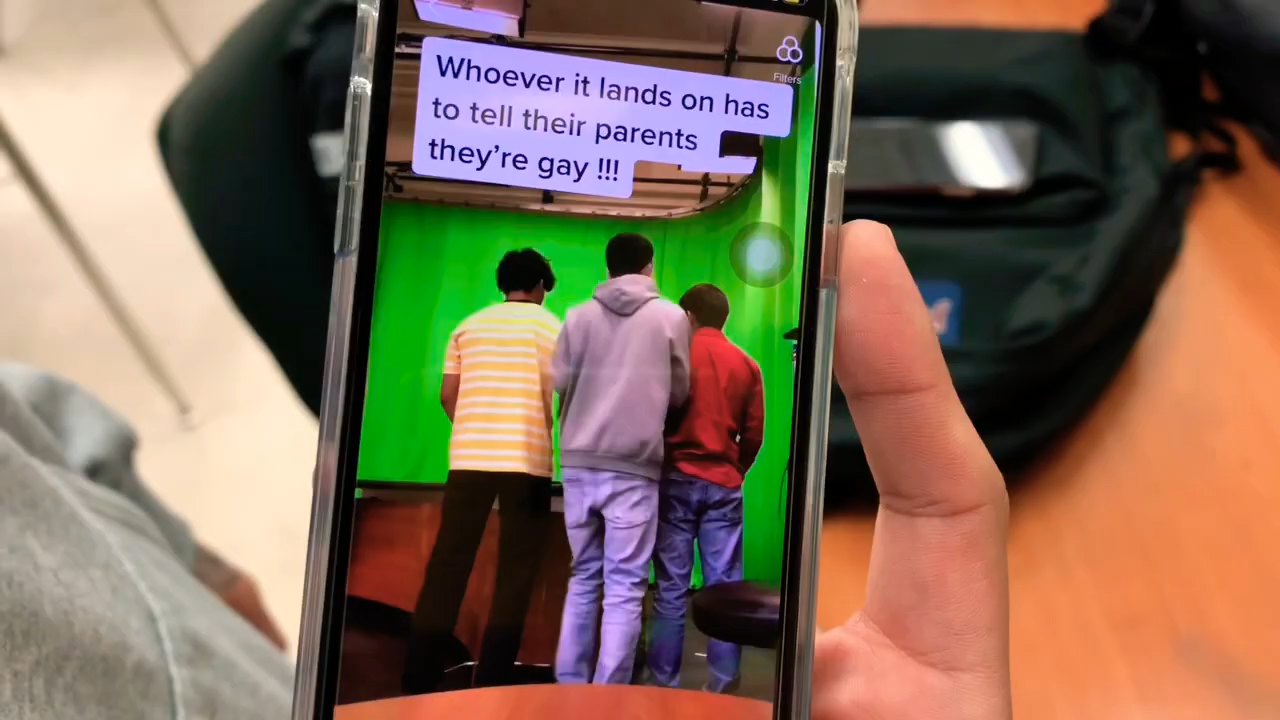 Whoever it lands on has
to tell their parents
they’re gay !!!
Filters